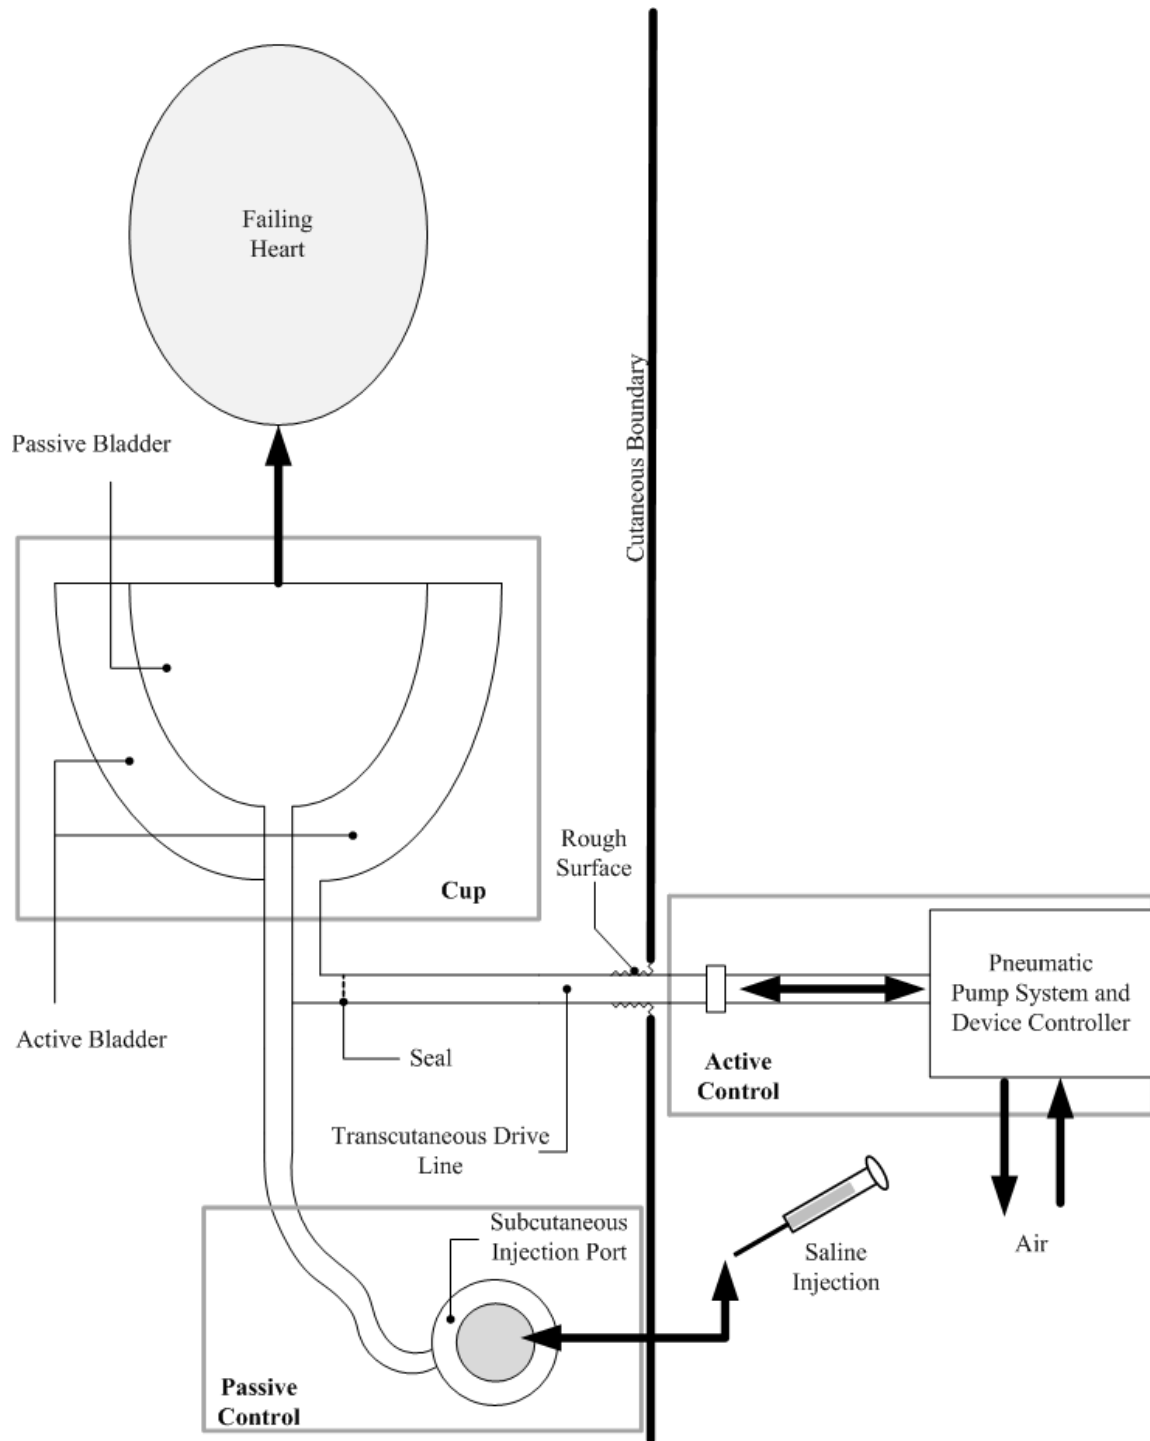 Failing
Heart
Passive Bladder
Cutaneous Boundary
Rough
Surface
Cup
Pneumatic
Pump System and
Device Controller
Active Bladder
Seal
Active
Control
Transcutaneous Drive
Line
Subcutaneous
Injection Port
Saline
Injection
Air
Passive
Control